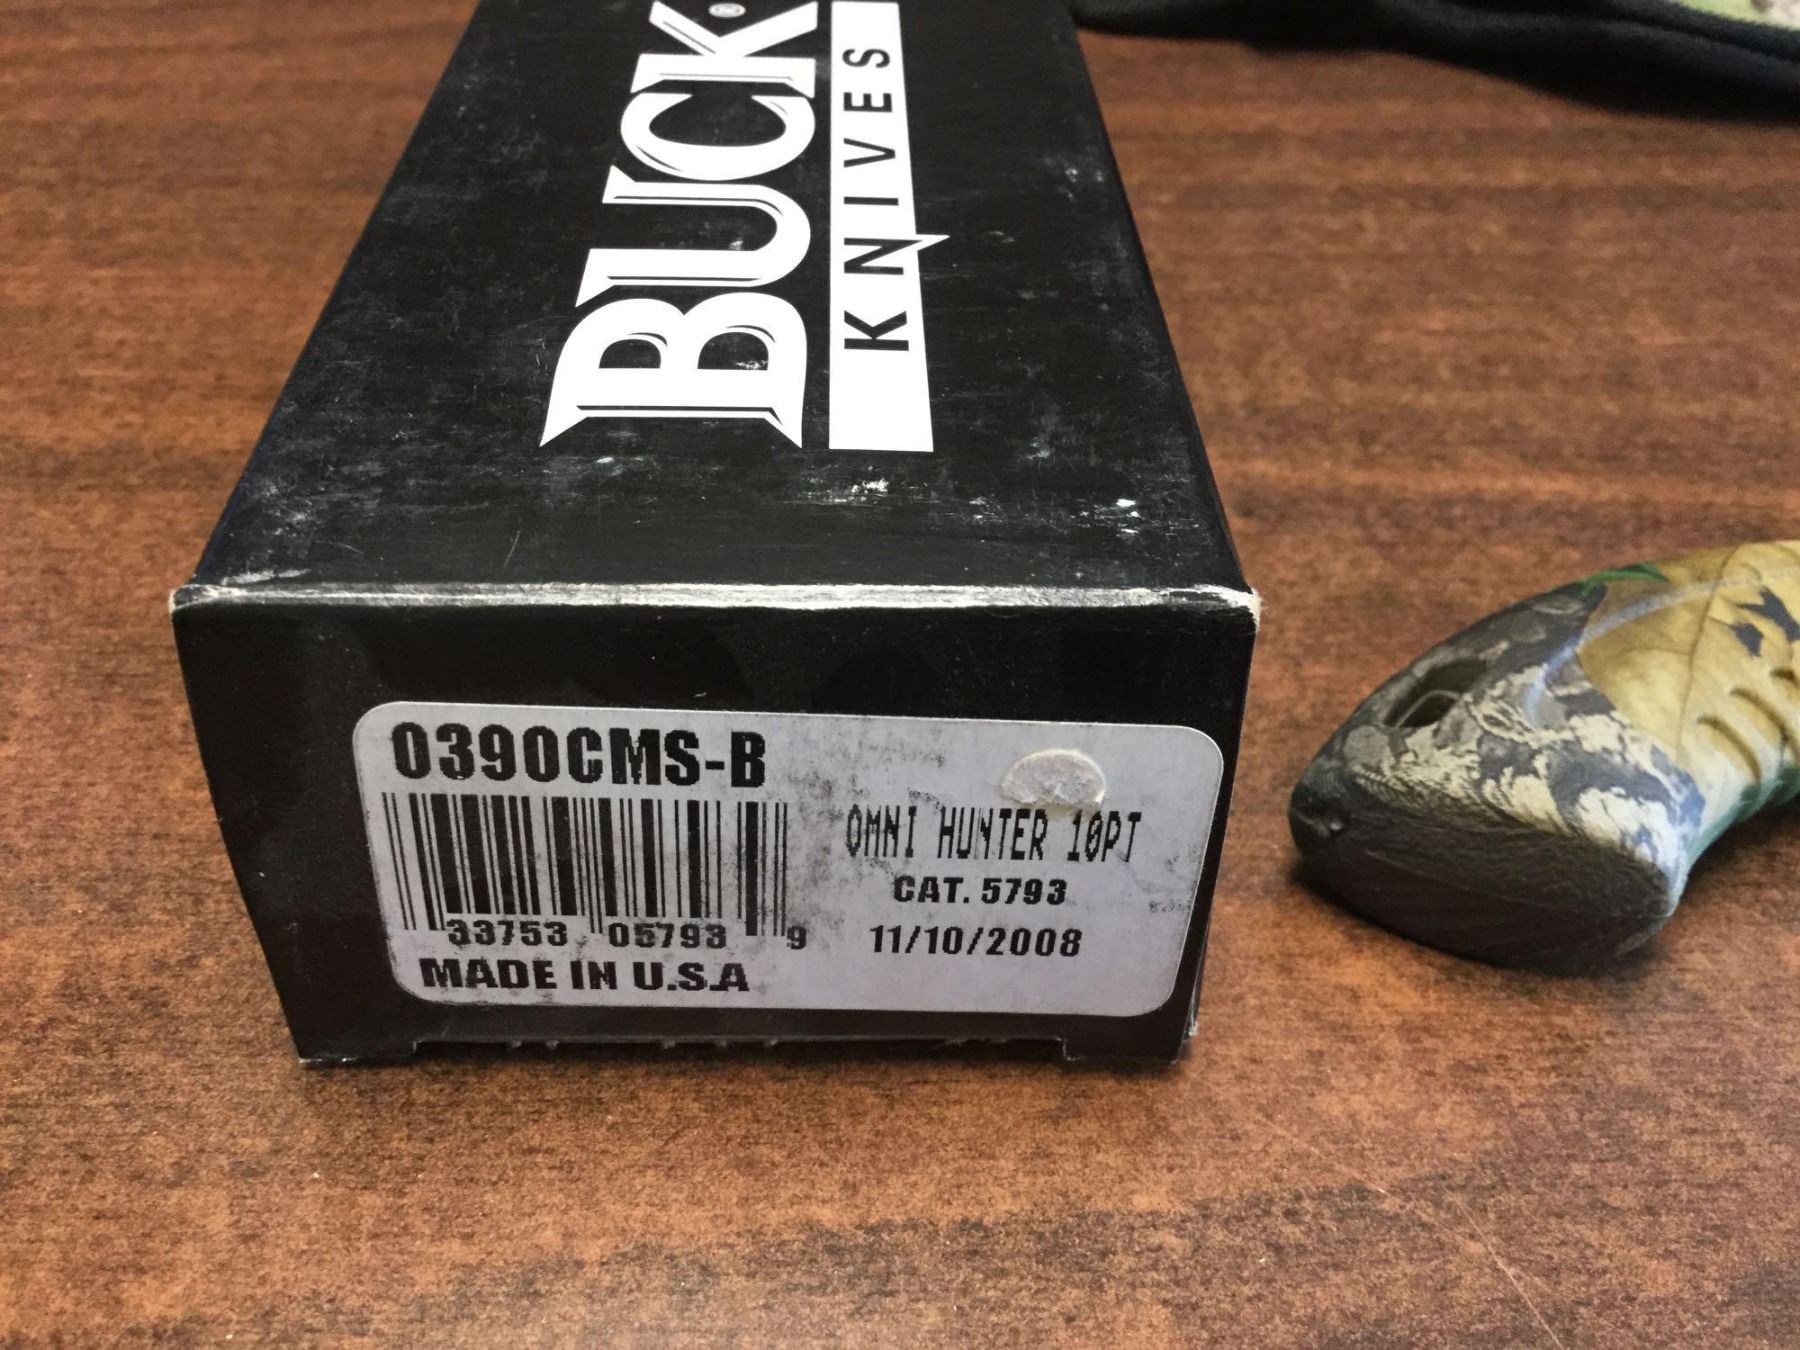 BUCK®
KNIVES
0390CMS-B
OMNI HUNTER 10PT
CAT. 5793
33753 05793 9
11/10/2008
MADE IN U.S.A